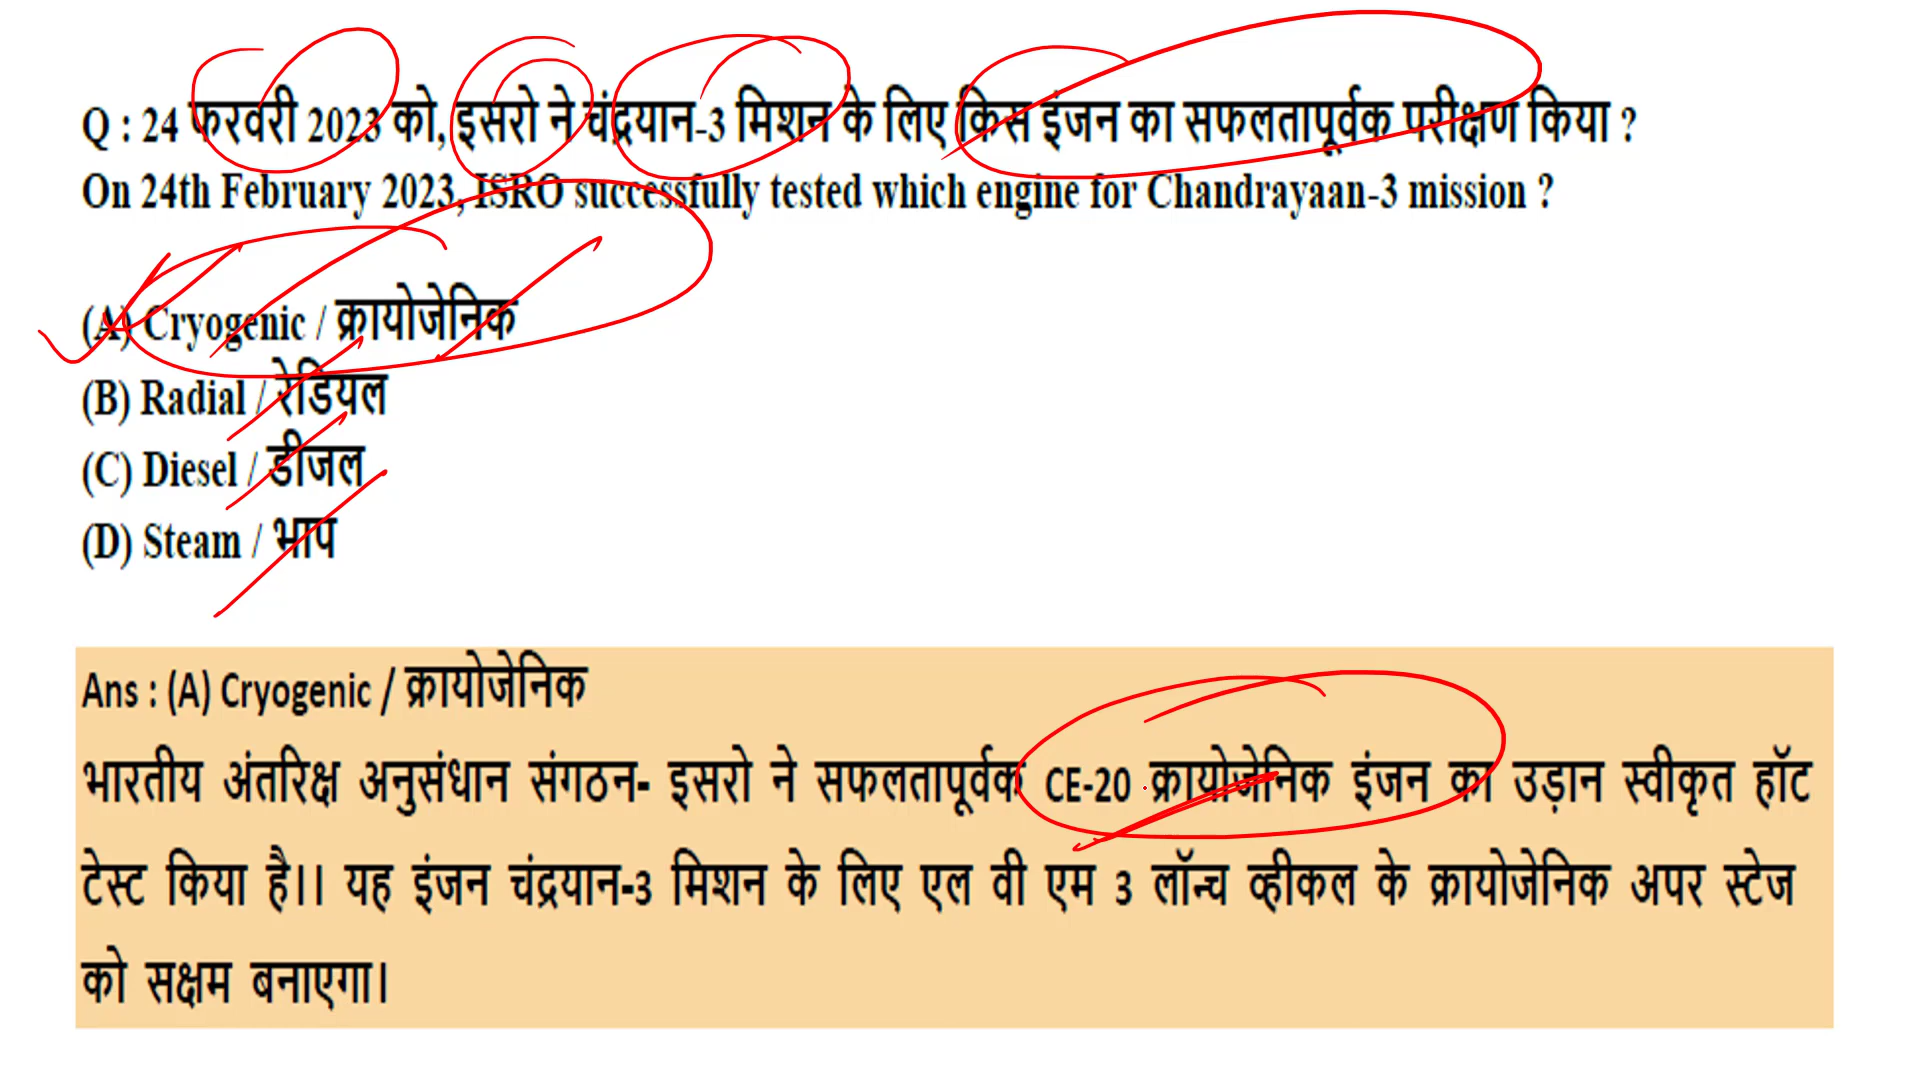 Q : 24 फरवरी 2023 को, इसरो ने चंद्रयान-3 मिशन के लिए किस इंजन का सफलतापूर्वक परीक्षण किया ?
On 24th February 2023, ISRO successfully tested which engine for Chandrayaan-3 mission ?
(A) Cryogenic / क्रायोजेनिक
(B) Radial / रेडियल
(C) Diesel / डीजल
(D) Steam / भाप
Ans : (A) Cryogenic / क्रायोजेनिक
भारतीय अंतरिक्ष अनुसंधान संगठन- इसरो ने सफलतापूर्वक CE-20 क्रायोजेनिक इंजन का उड़ान स्वीकृत हॉट
टेस्ट किया है।। यह इंजन चंद्रयान-3 मिशन के लिए एल वी एम 3 लॉन्च व्हीकल के क्रायोजेनिक अपर स्टेज
को सक्षम बनाएगा।